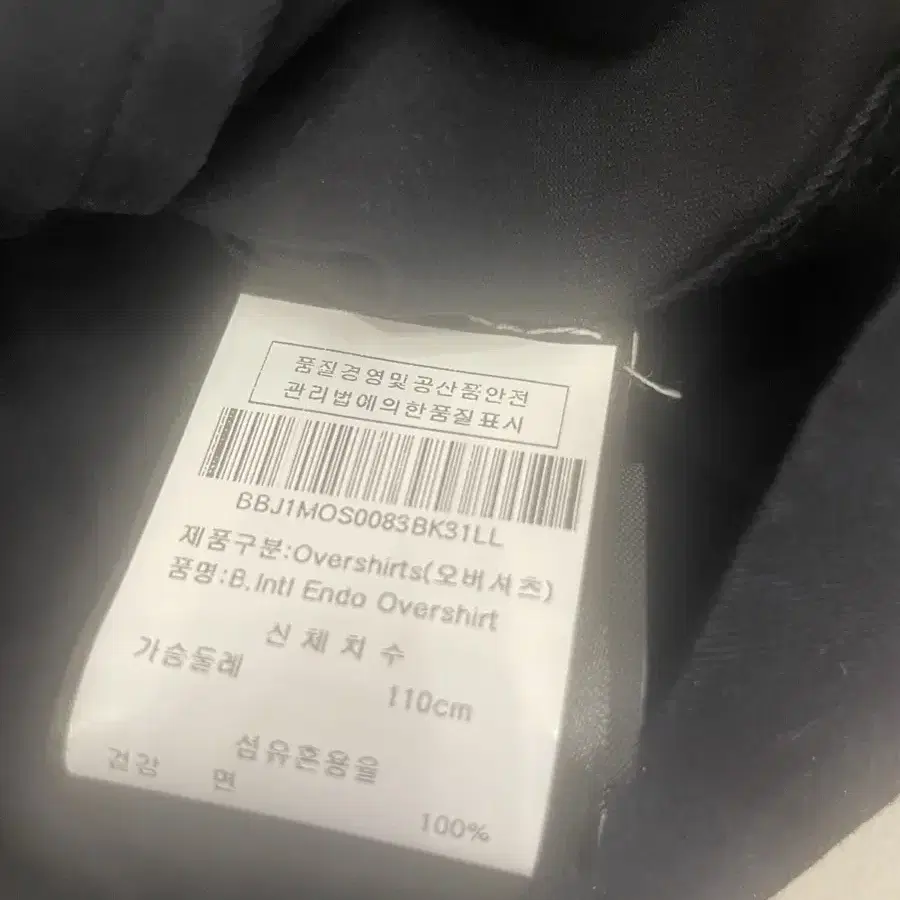 품질경영및공산품안전
관리법에의한품질표시
BBJ1MOS0083BK31LL
제품구분:Overshirts(오버셔츠)
품명:B.Intl Endo Overshirt
신 체 치 수
가슴둘레 110cm
섬유혼용율
겉감 면 100%